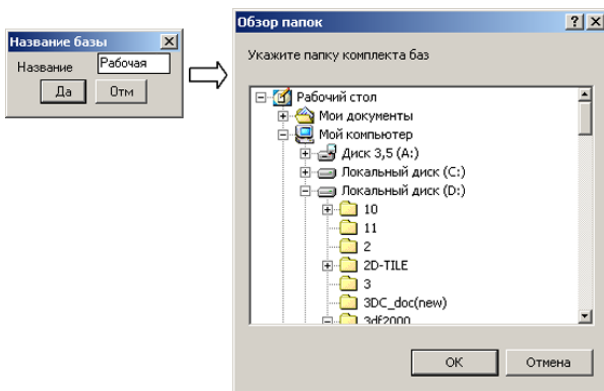 Название базы
Название Рабочая
Да Отм
Обзор папок
Укажите папку комплекта баз
Рабочий стол
Мои документы
Мой компьютер
Диск 3,5 (A:)
Локальный диск (C:)
Локальный диск (D:)
10
11
2
2D-TILE
3
3DC_doc(new)
3df2000
OK Отмена